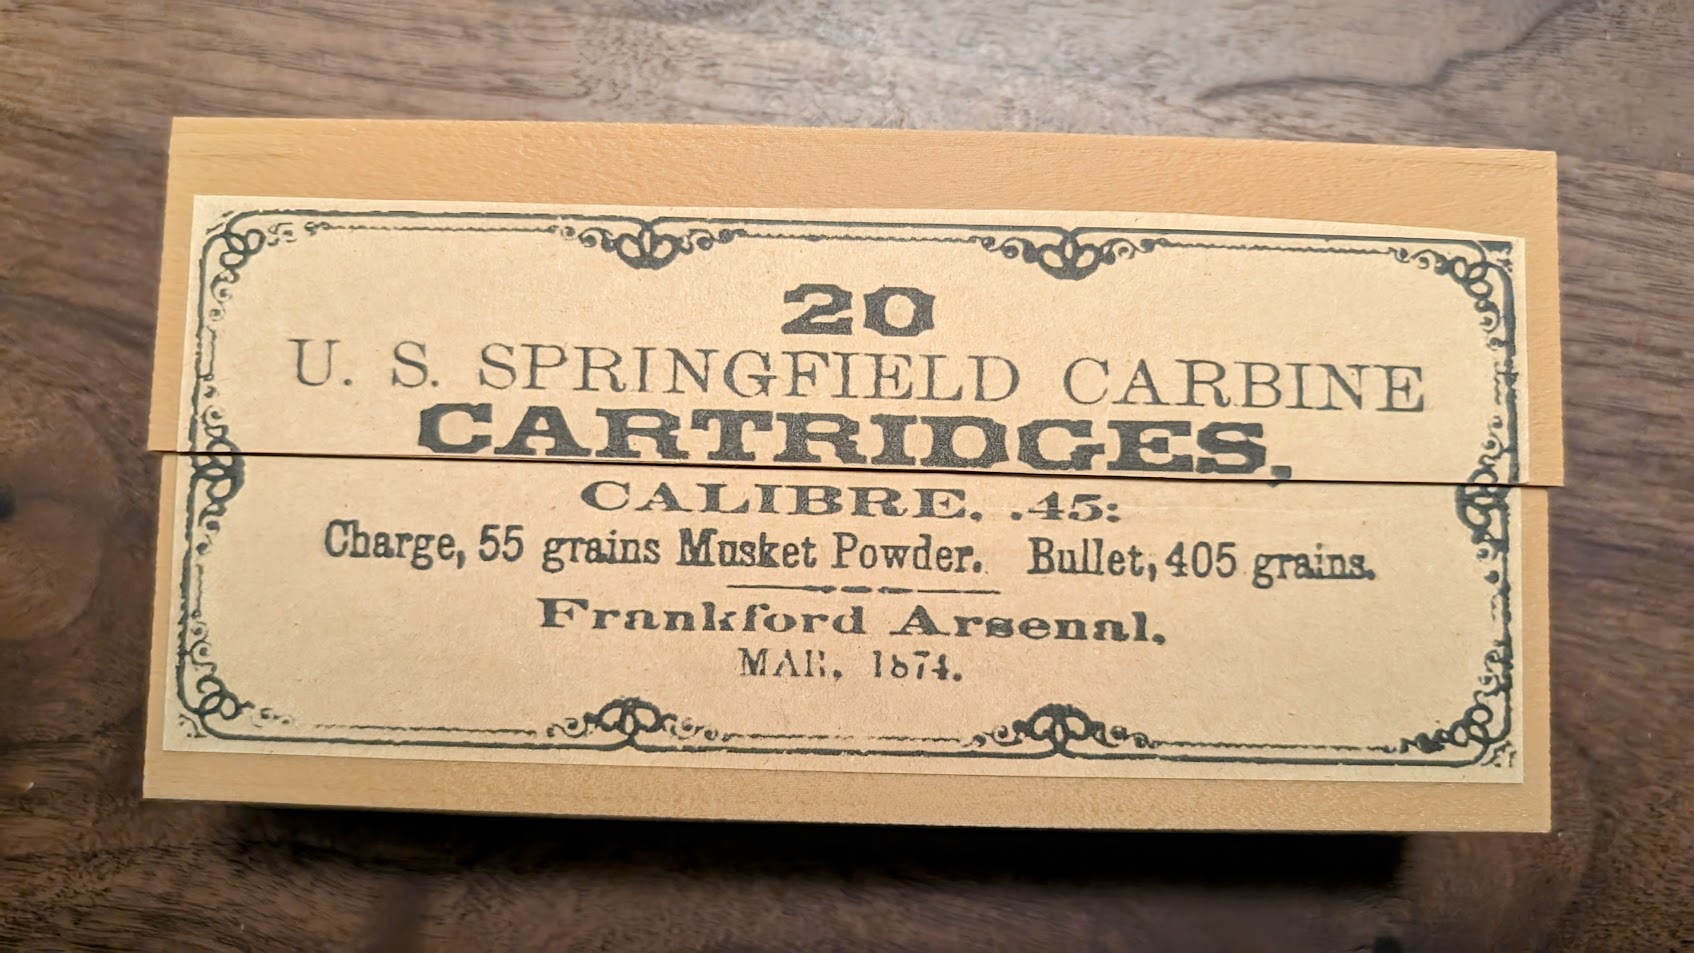 20
U. S. SPRINGFIELD CARBINE
CARTRIDGES,
CALIBRE. .45:
Charge, 55 grains Musket Powder. Bullet, 405 grains.
Frankford Arsenal,
MAR, 1874.